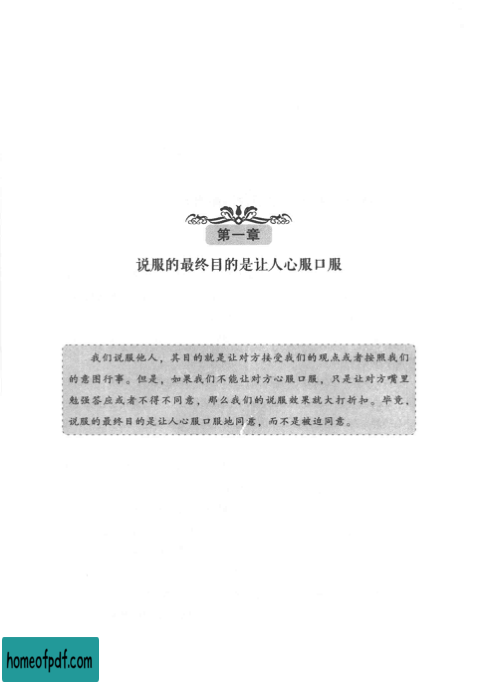 第一章
说服的最终目的是让人心服口服
我们说服他人，其目的就是让对方接受我们的观点或者按照我们
的意图行事。但是，如果我们不能让对方心服口服，只是让对方嘴里
勉强答应或者不得不同意，那么我们的说服效果就大打折扣。毕竟，
说服的最终目的是让人心服口服地同意，而不是被迫同意。
homeofpdf.com